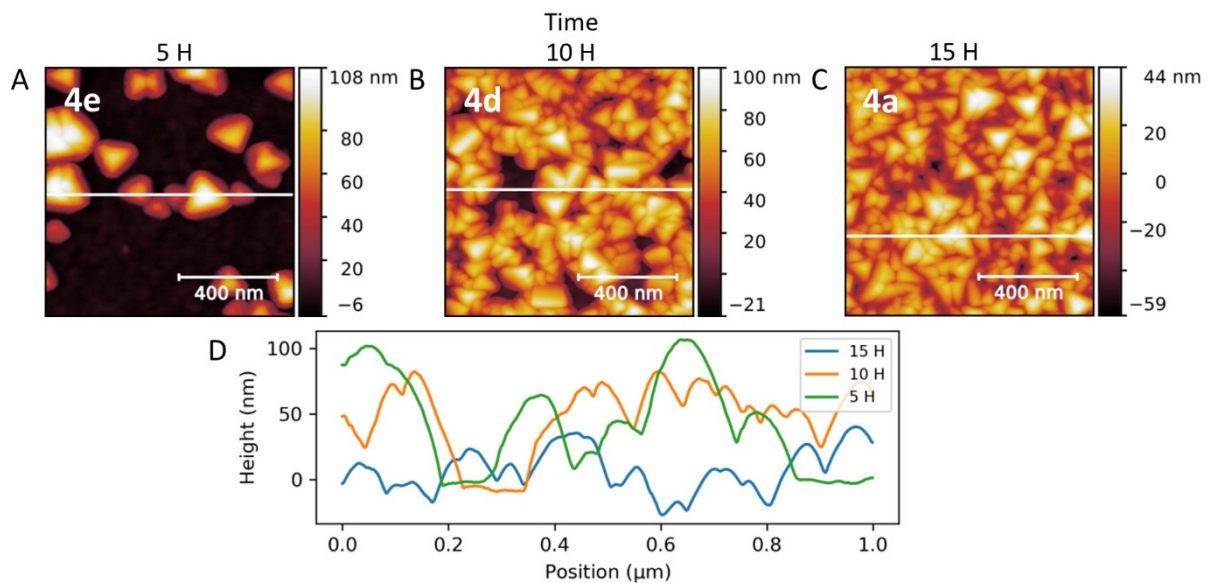 Time
5 H
10 H
15 H
A
4e
108 nm
80
60
40
20
−6
400 nm
B
4d
100 nm
80
60
40
20
−21
400 nm
C
4a
44 nm
20
0
−20
−59
400 nm
D
Height (nm)
100
50
0
15 H
10 H
5 H
0.0
0.2
0.4
0.6
0.8
1.0
Position (μm)